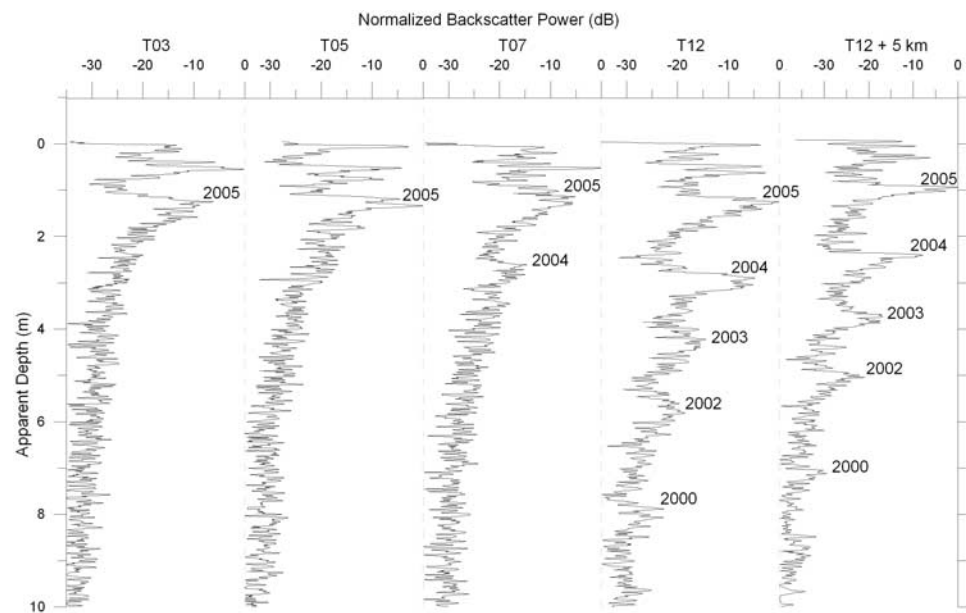 Normalized Backscatter Power (dB)
T03 T05 T07 T12 T12 + 5 km
-30 -20 -10 0 -30 -20 -10 0 -30 -20 -10 0 -30 -20 -10 0 -30 -20 -10 0
0
2005 2005 2005 2005 2005
2
2004 2004 2004
4
2003 2003
2002 2002
6
2000 2000
8
10
Apparent Depth (m)